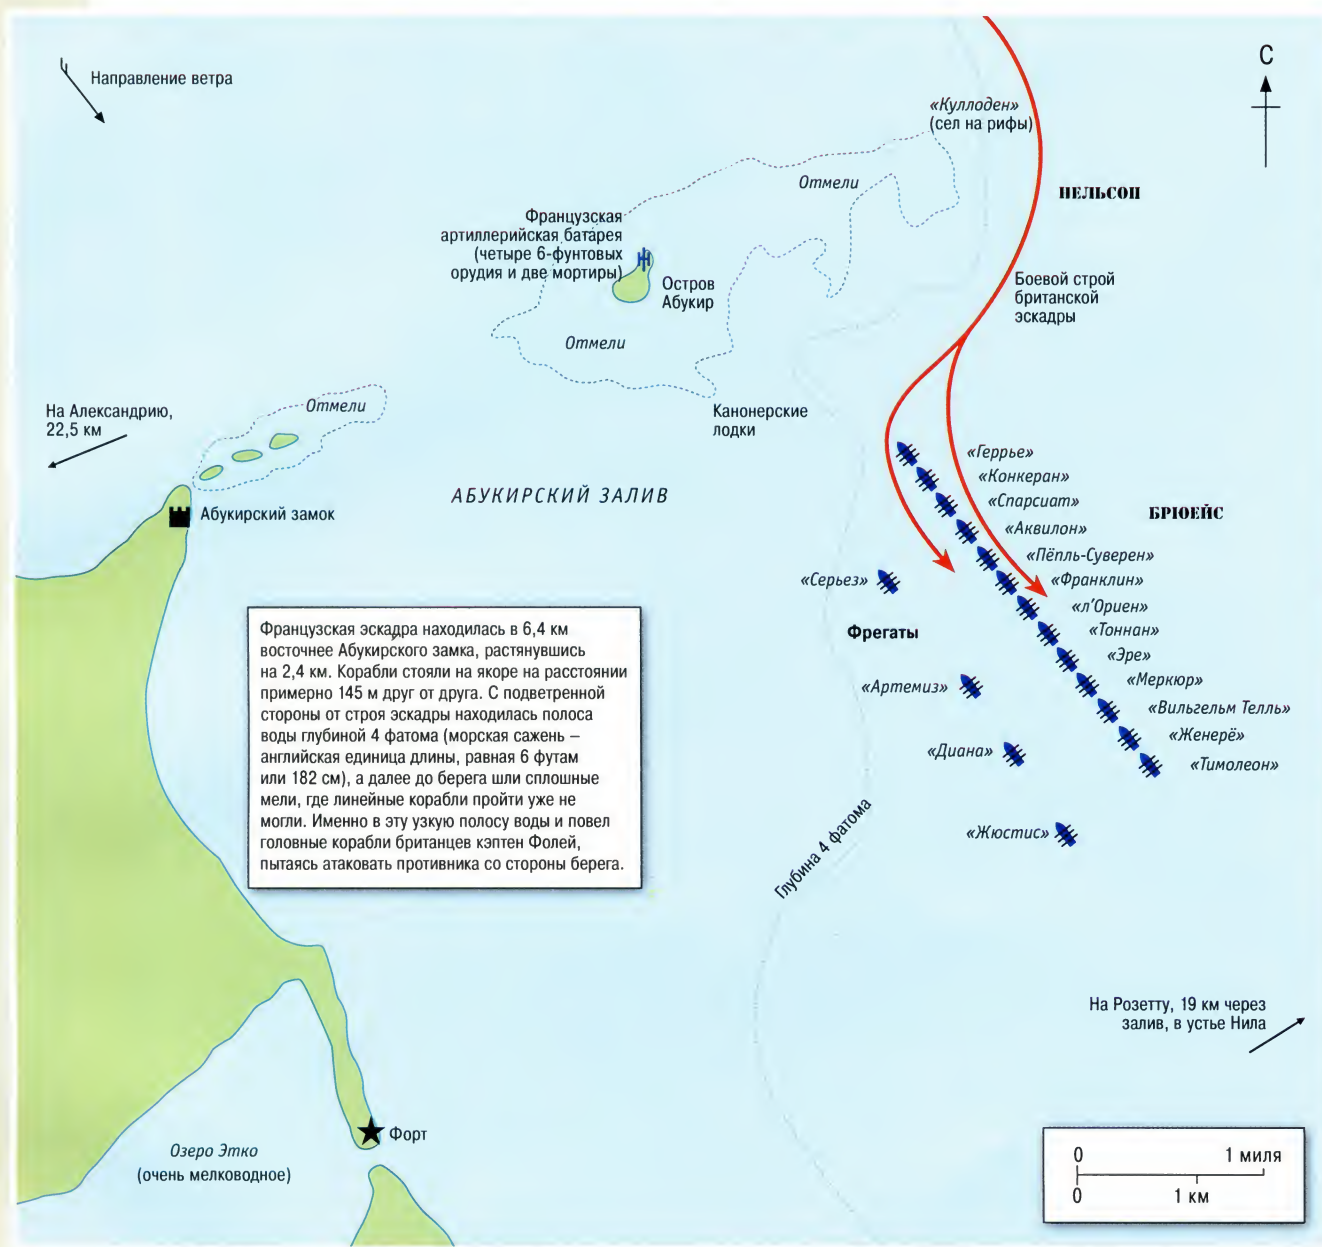 Направление ветра
С
«Куллоден»
(сел на рифы)
Отмели
НЕЛЬСОН
Французская
артиллерийская батарея
(четыре 6-фунтовых
орудия и две мортиры)
Остров
Абукир
Боевой строй
британской
эскадры
Отмели
На Александрию,
22,5 км
Отмели
Канонерские
лодки
АБУКИРСКИЙ ЗАЛИВ
Абукирский замок
«Геррье»
«Конкеран»
«Спарсиат»
БРЮЕЙС
«Аквилон»
«Пёпль-Суверен»
«Франклин»
«л'Ориен»
«Тоннан»
«Эре»
«Меркюр»
«Вильгельм Телль»
«Женерё»
«Тимолеон»
«Серьез»
Фрегаты
«Артемиз»
«Диана»
«Жюстис»
Французская эскадра находилась в 6,4 км
восточнее Абукирского замка, растянувшись
на 2,4 км. Корабли стояли на якоре на расстоянии
примерно 145 м друг от друга. С подветренной
стороны от строя эскадры находилась полоса
воды глубиной 4 фатома (морская сажень –
английская единица длины, равная 6 футам
или 182 см), а далее до берега шли сплошные
мели, где линейные корабли пройти уже не
могли. Именно в эту узкую полосу воды и повел
головные корабли британцев кэптен Фолей,
пытаясь атаковать противника со стороны берега.
Глубина 4 фатома
На Розетту, 19 км через
залив, в устье Нила
Форт
Озеро Этко
(очень мелководное)
0 1 миля
0 1 км